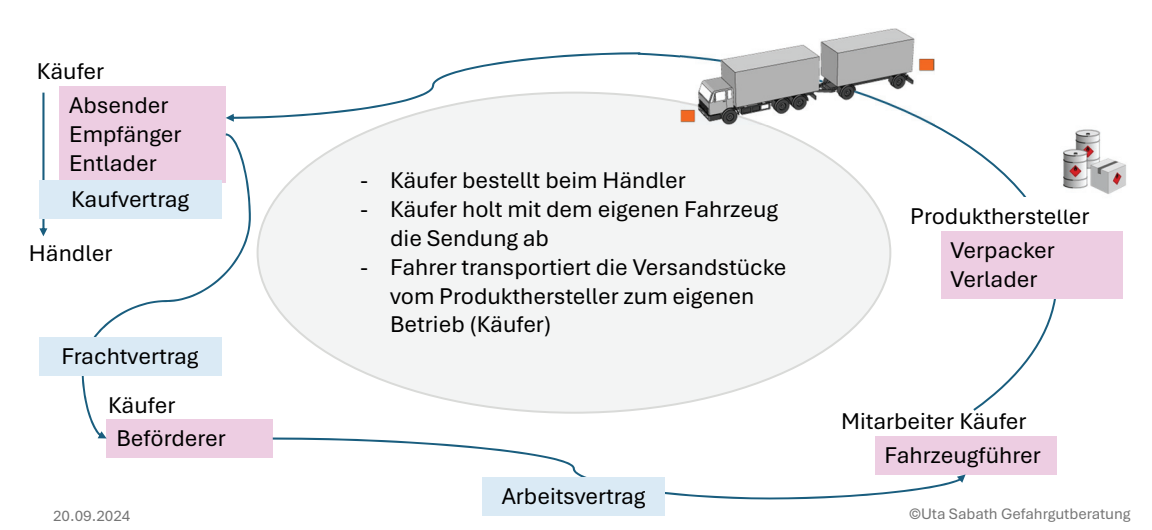 Käufer
Absender
Empfänger
Entlader
Kaufvertrag
Händler
- Käufer bestellt beim Händler
- Käufer holt mit dem eigenen Fahrzeug
die Sendung ab
- Fahrer transportiert die Versandstücke
vom Produkthersteller zum eigenen
Betrieb (Käufer)
Produkthersteller
Verpacker
Verlader
Frachtvertrag
Käufer
Beförderer
Mitarbeiter Käufer
Fahrzeugführer
Arbeitsvertrag
20.09.2024
©Uta Sabath Gefahrgutberatung